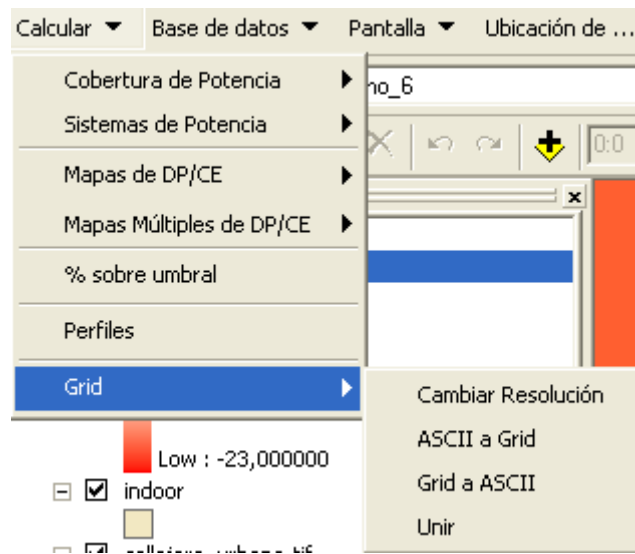 Calcular Base de datos Pantalla Ubicación de ...
Cobertura de Potencia
no_6
Sistemas de Potencia
0:0
Mapas de DP/CE
Mapas Múltiples de DP/CE
% sobre umbral
Perfiles
Grid
Cambiar Resolución
ASCII a Grid
Grid a ASCII
Unir
Low : -23,000000
indoor